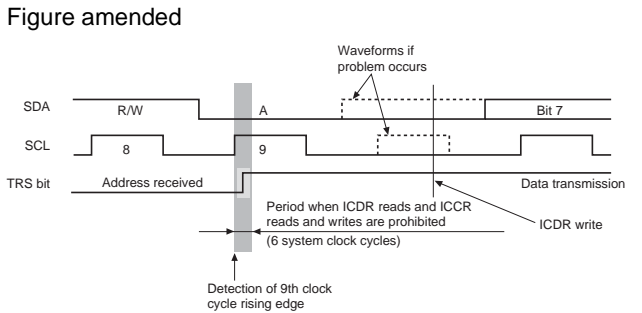 Figure amended
Waveforms if
problem occurs
SDA
R/W
A
Bit 7
SCL
8
9
TRS bit
Address received
Data transmission
Period when ICDR reads and ICCR
reads and writes are prohibited
(6 system clock cycles)
ICDR write
Detection of 9th clock
cycle rising edge